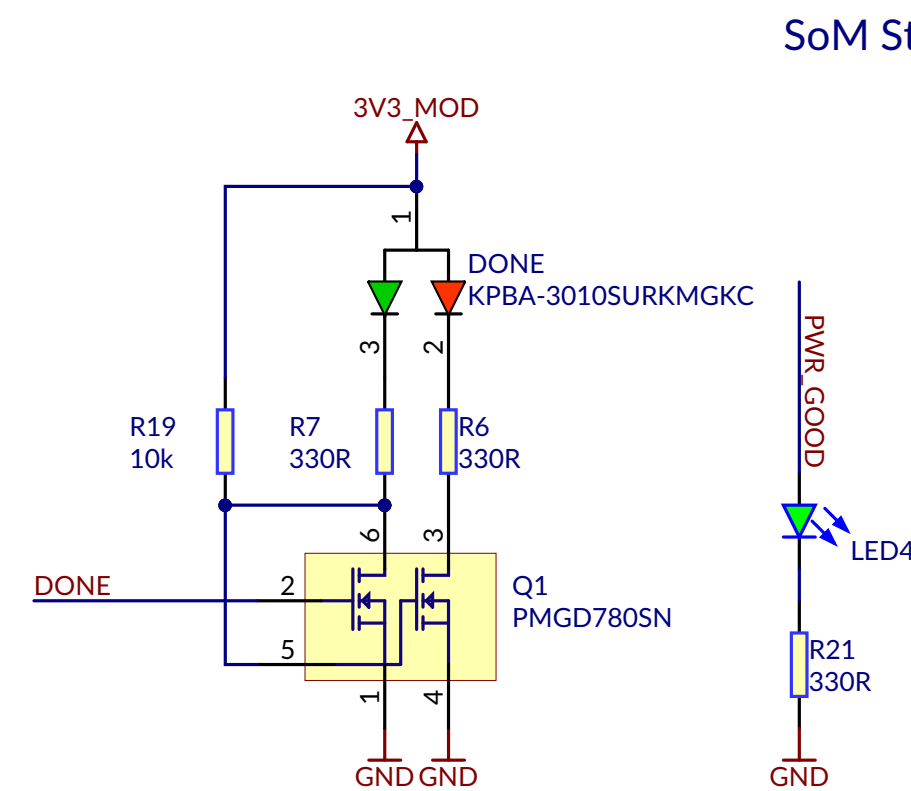 SoM St
3V3_MOD
1
DONE
KPBA-3010SURKMGKC
3
2
PWR_GOOD
R19
10k
R7
330R
R6
330R
6
3
LED4
DONE
2
Q1
PMGD780SN
5
R21
330R
1
4
GND
GND
GND